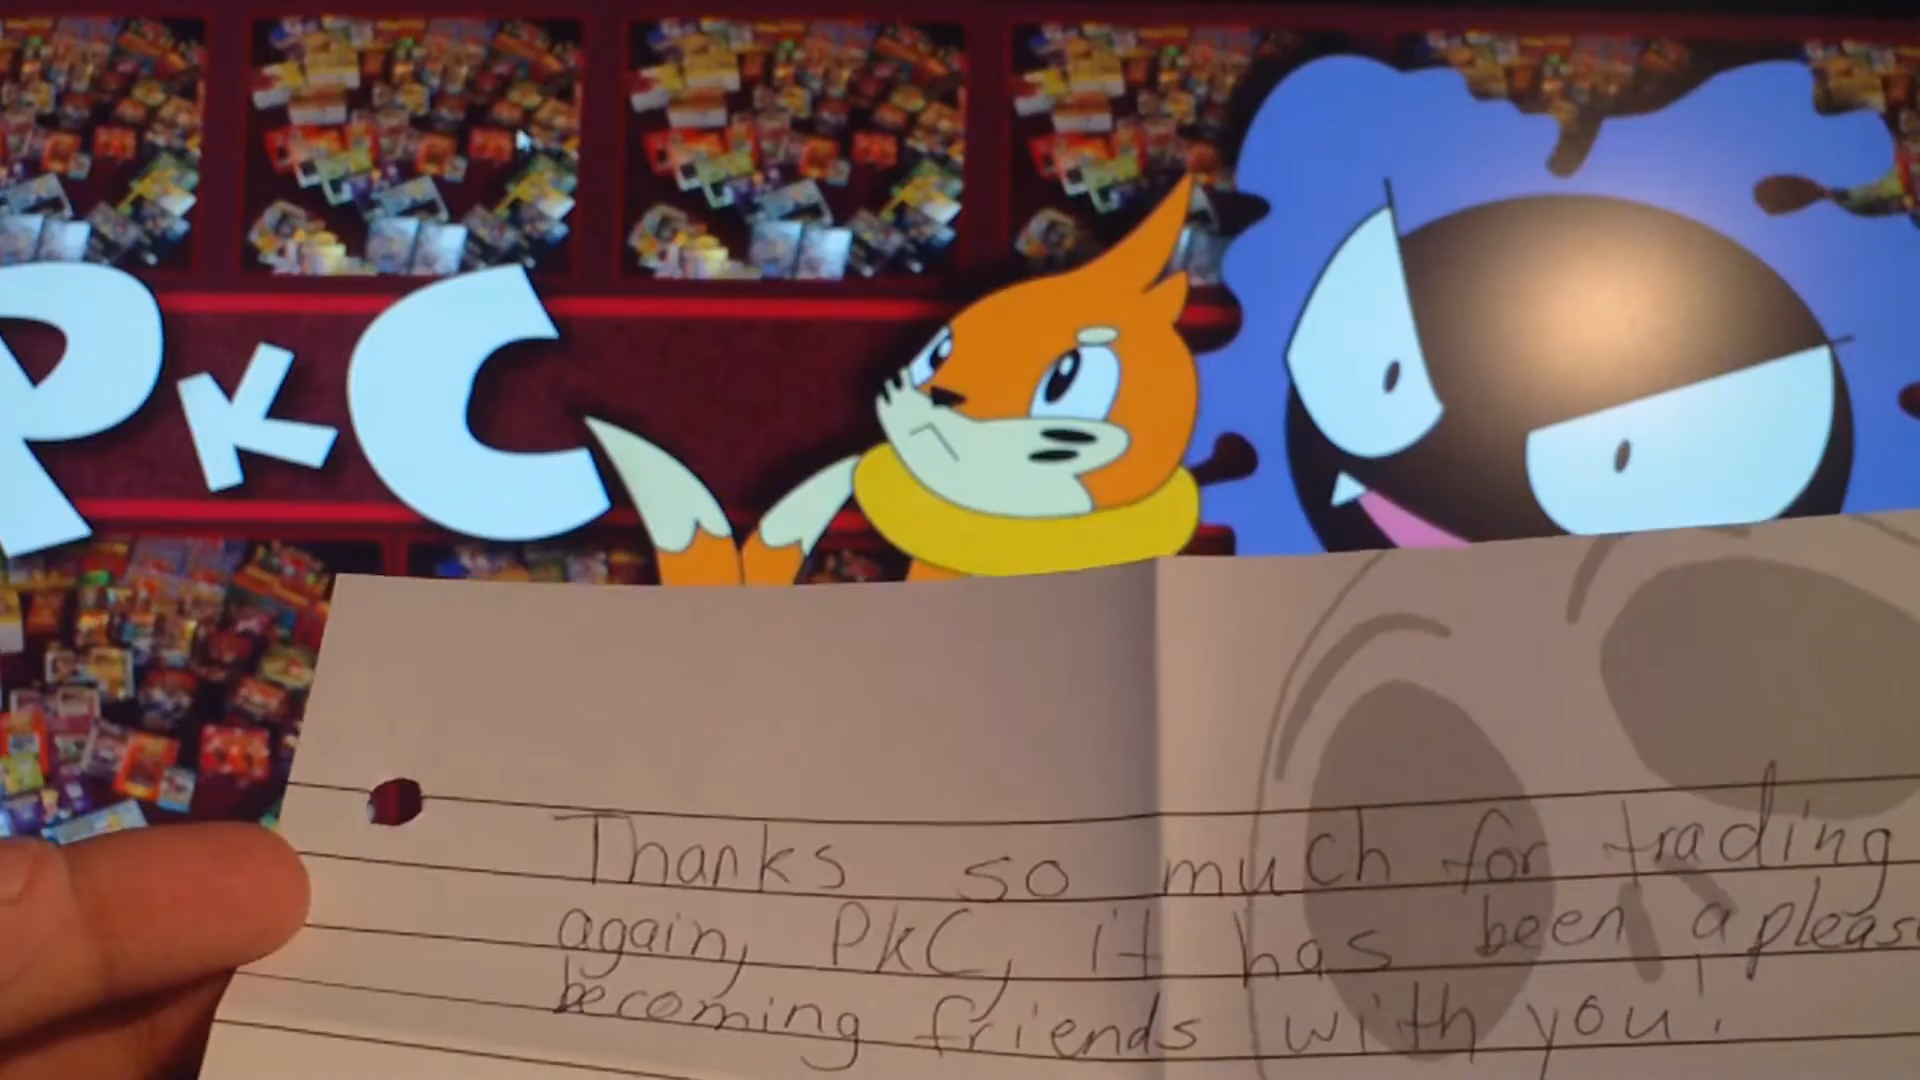 PKC
Thanks so much for trading
again, PkC, it has been a pleas
becoming friends with you!